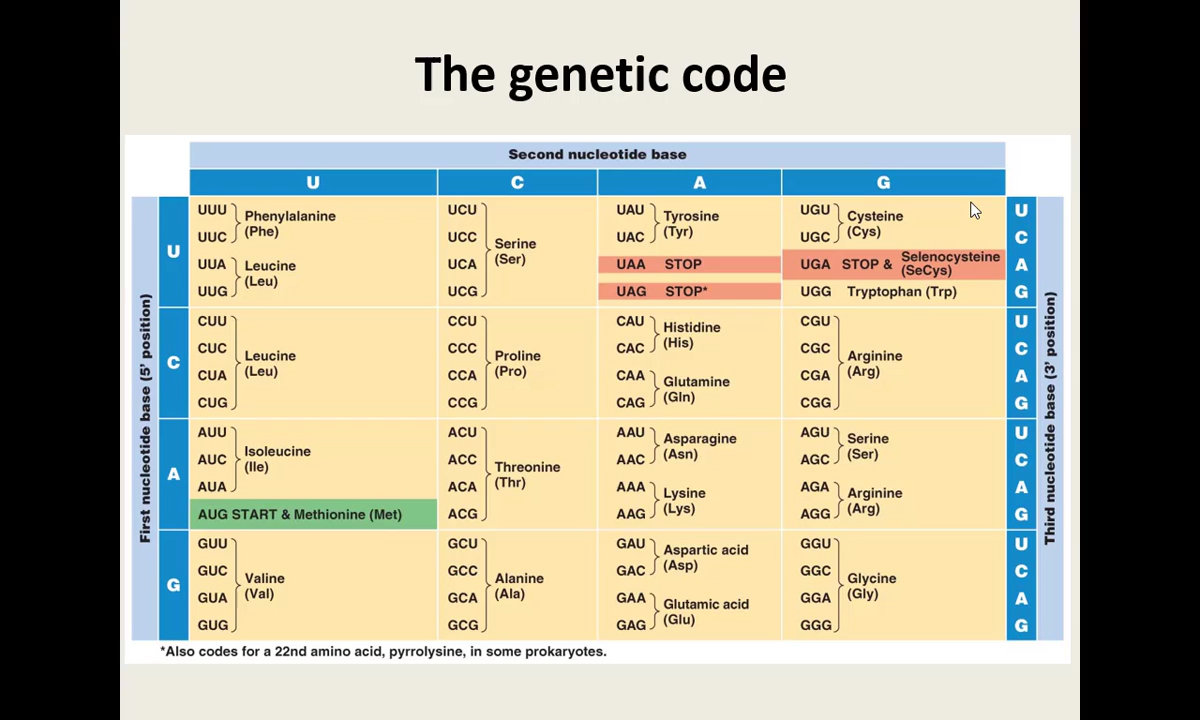 The genetic code
Second nucleotide base
U C A G
First nucleotide base (5' position)
Third nucleotide base (3' position)
U
UUU
UUC
Phenylalanine
(Phe)
UUA
UUG
Leucine
(Leu)
UCU
UCC
UCA
UCG
Serine
(Ser)
UAU
UAC
Tyrosine
(Tyr)
UAA STOP
UAG STOP*
UGU
UGC
Cysteine
(Cys)
UGA STOP & Selenocysteine
(SeCys)
UGG Tryptophan (Trp)
U
C
A
G
C
CUU
CUC
CUA
CUG
Leucine
(Leu)
CCU
CCC
CCA
CCG
Proline
(Pro)
CAU
CAC
Histidine
(His)
CAA
CAG
Glutamine
(Gln)
CGU
CGC
CGA
CGG
Arginine
(Arg)
U
C
A
G
A
AUU
AUC
AUA
Isoleucine
(Ile)
AUG START & Methionine (Met)
ACU
ACC
ACA
ACG
Threonine
(Thr)
AAU
AAC
Asparagine
(Asn)
AAA
AAG
Lysine
(Lys)
AGU
AGC
Serine
(Ser)
AGA
AGG
Arginine
(Arg)
U
C
A
G
G
GUU
GUC
GUA
GUG
Valine
(Val)
GCU
GCC
GCA
GCG
Alanine
(Ala)
GAU
GAC
Aspartic acid
(Asp)
GAA
GAG
Glutamic acid
(Glu)
GGU
GGC
GGA
GGG
Glycine
(Gly)
U
C
A
G
*Also codes for a 22nd amino acid, pyrrolysine, in some prokaryotes.